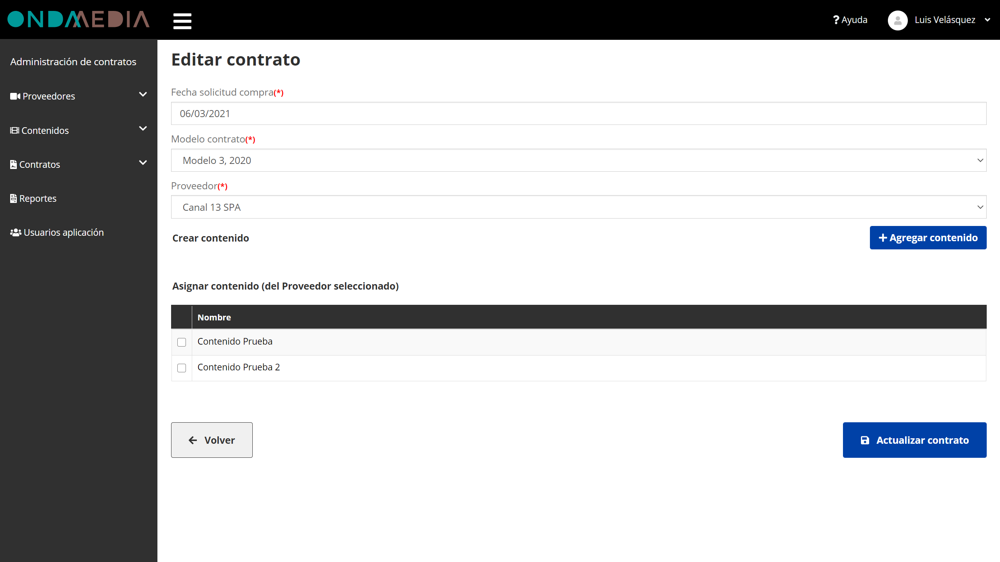 ONDAMEDIA
? Ayuda
Luis Velásquez
Administración de contratos
Proveedores
Contenidos
Contratos
Reportes
Usuarios aplicación
Editar contrato
Fecha solicitud compra(*)
06/03/2021
Modelo contrato(*)
Modelo 3, 2020
Proveedor(*)
Canal 13 SPA
Crear contenido
+ Agregar contenido
Asignar contenido (del Proveedor seleccionado)
Nombre
Contenido Prueba
Contenido Prueba 2
Volver
Actualizar contrato